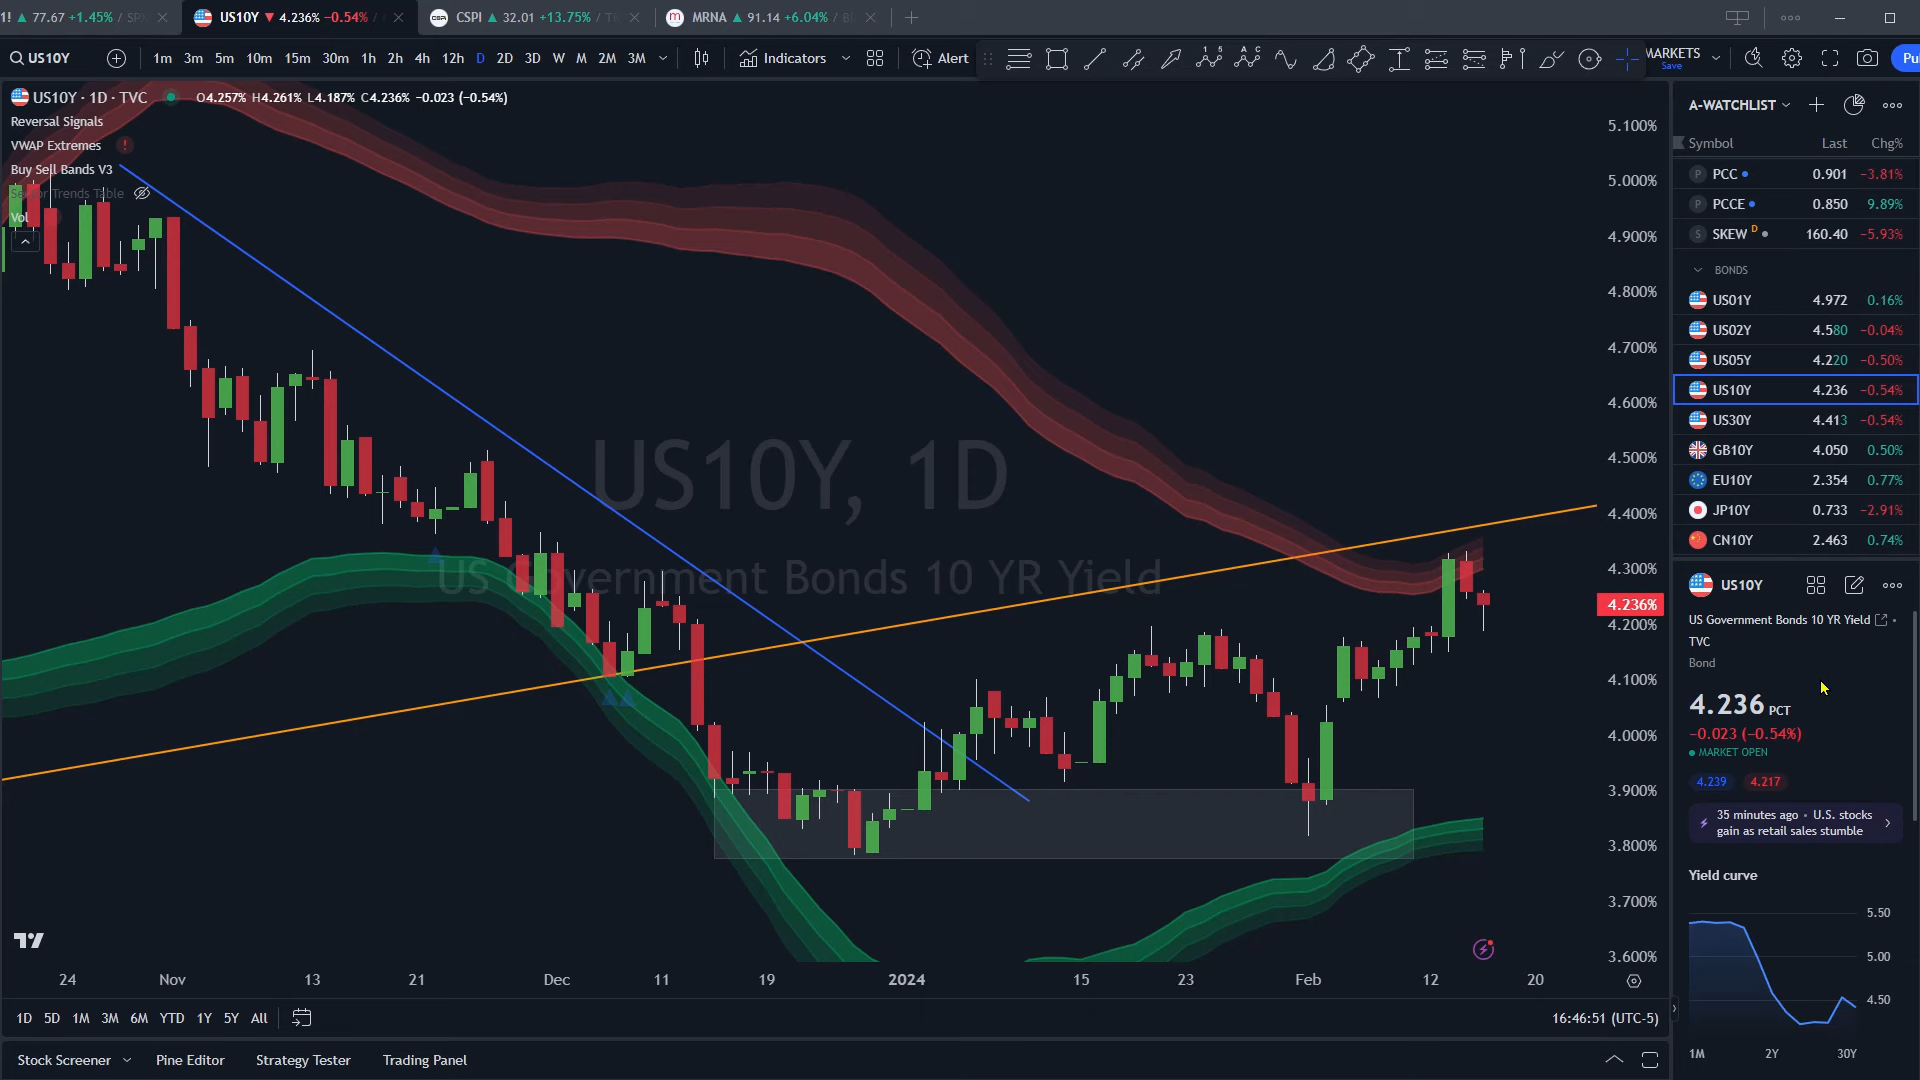 1! 77.67 +1.45% / SP
US10Y 4.236% −0.54% /
CSPI 32.01 +13.75% / TR
MRNA 91.14 +6.04% / B
US10Y 1m 3m 5m 10m 15m 30m 1h 2h 4h 12h D 2D 3D W M 2M 3M Indicators Alert MARKETS Pu
Save
US10Y · 1D · TVC O4.257% H4.261% L4.187% C4.236% −0.023 (−0.54%)
Reversal Signals
VWAP Extremes
Buy Sell Bands V3
Sector Trends Table
Vol
US10Y, 1D
US Government Bonds 10 YR Yield
5.100%
5.000%
4.900%
4.800%
4.700%
4.600%
4.500%
4.400%
4.300%
4.236%
4.200%
4.100%
4.000%
3.900%
3.800%
3.700%
3.600%
24 Nov 13 21 Dec 11 19 2024 15 23 Feb 12 20
1D 5D 1M 3M 6M YTD 1Y 5Y All 16:46:51 (UTC-5)
Stock Screener Pine Editor Strategy Tester Trading Panel
A-WATCHLIST
Symbol Last Chg%
PCC 0.901 −3.81%
PCCE 0.850 9.89%
SKEW D 160.40 −5.93%
BONDS
US01Y 4.972 0.16%
US02Y 4.580 −0.04%
US05Y 4.220 −0.50%
US10Y 4.236 −0.54%
US30Y 4.413 −0.54%
GB10Y 4.050 0.50%
EU10Y 2.354 0.77%
JP10Y 0.733 −2.91%
CN10Y 2.463 0.74%
US10Y
US Government Bonds 10 YR Yield
TVC
Bond
4.236 PCT
−0.023 (−0.54%)
MARKET OPEN
4.239 4.217
35 minutes ago · U.S. stocks
gain as retail sales stumble
Yield curve
5.50
5.00
4.50
1M 2Y 30Y